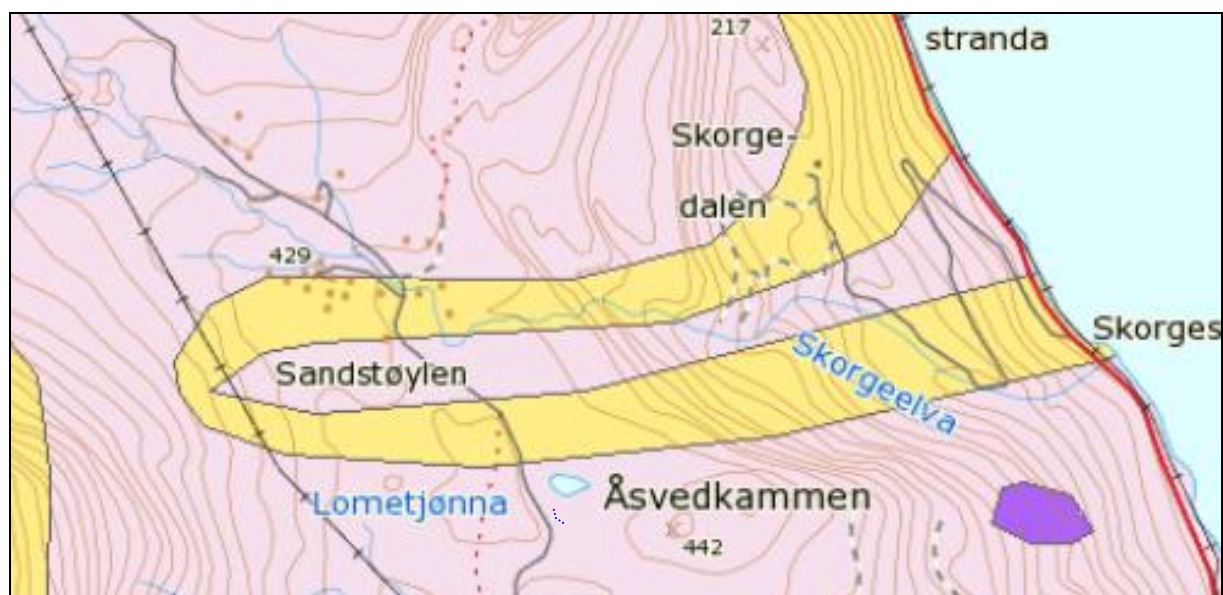 217
stranda
Skorge-
dalen
429
Skorges
Sandstøylen
Skorgeelva
Lometjønna
Åsvedkammen
442